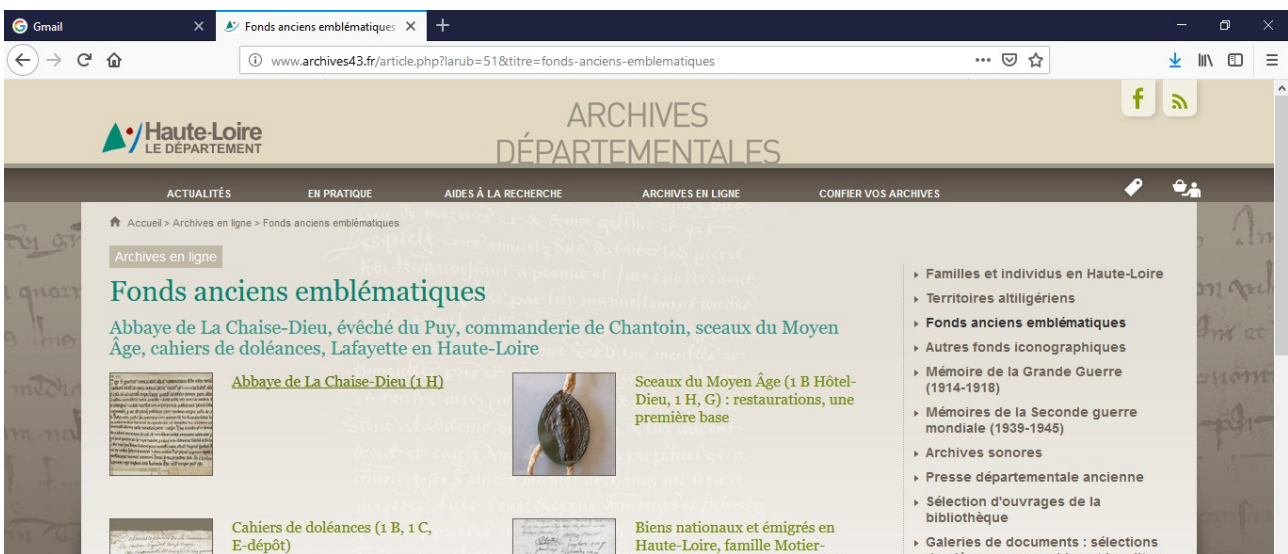 Gmail
Fonds anciens emblématiques
www.archives43.fr/article.php?larub=51&titre=fonds-anciens-emblematiques
Haute-Loire
LE DÉPARTEMENT
ARCHIVES
DÉPARTEMENTALES
ACTUALITÉS EN PRATIQUE AIDES À LA RECHERCHE ARCHIVES EN LIGNE CONFIER VOS ARCHIVES
Accueil > Archives en ligne > Fonds anciens emblématiques
Archives en ligne
Fonds anciens emblématiques
Abbaye de La Chaise-Dieu, évêché du Puy, commanderie de Chantoin, sceaux du Moyen
Âge, cahiers de doléances, Lafayette en Haute-Loire
Abbaye de La Chaise-Dieu (1 H)
Sceaux du Moyen Âge (1 B Hôtel-
Dieu, 1 H, G) : restaurations, une
première base
Cahiers de doléances (1 B, 1 C,
E-dépôt)
Biens nationaux et émigrés en
Haute-Loire, famille Motier-
Familles et individus en Haute-Loire
Territoires altiligériens
Fonds anciens emblématiques
Autres fonds iconographiques
Mémoire de la Grande Guerre
(1914-1918)
Mémoires de la Seconde guerre
mondiale (1939-1945)
Archives sonores
Presse départementale ancienne
Sélection d'ouvrages de la
bibliothèque
Galeries de documents : sélections